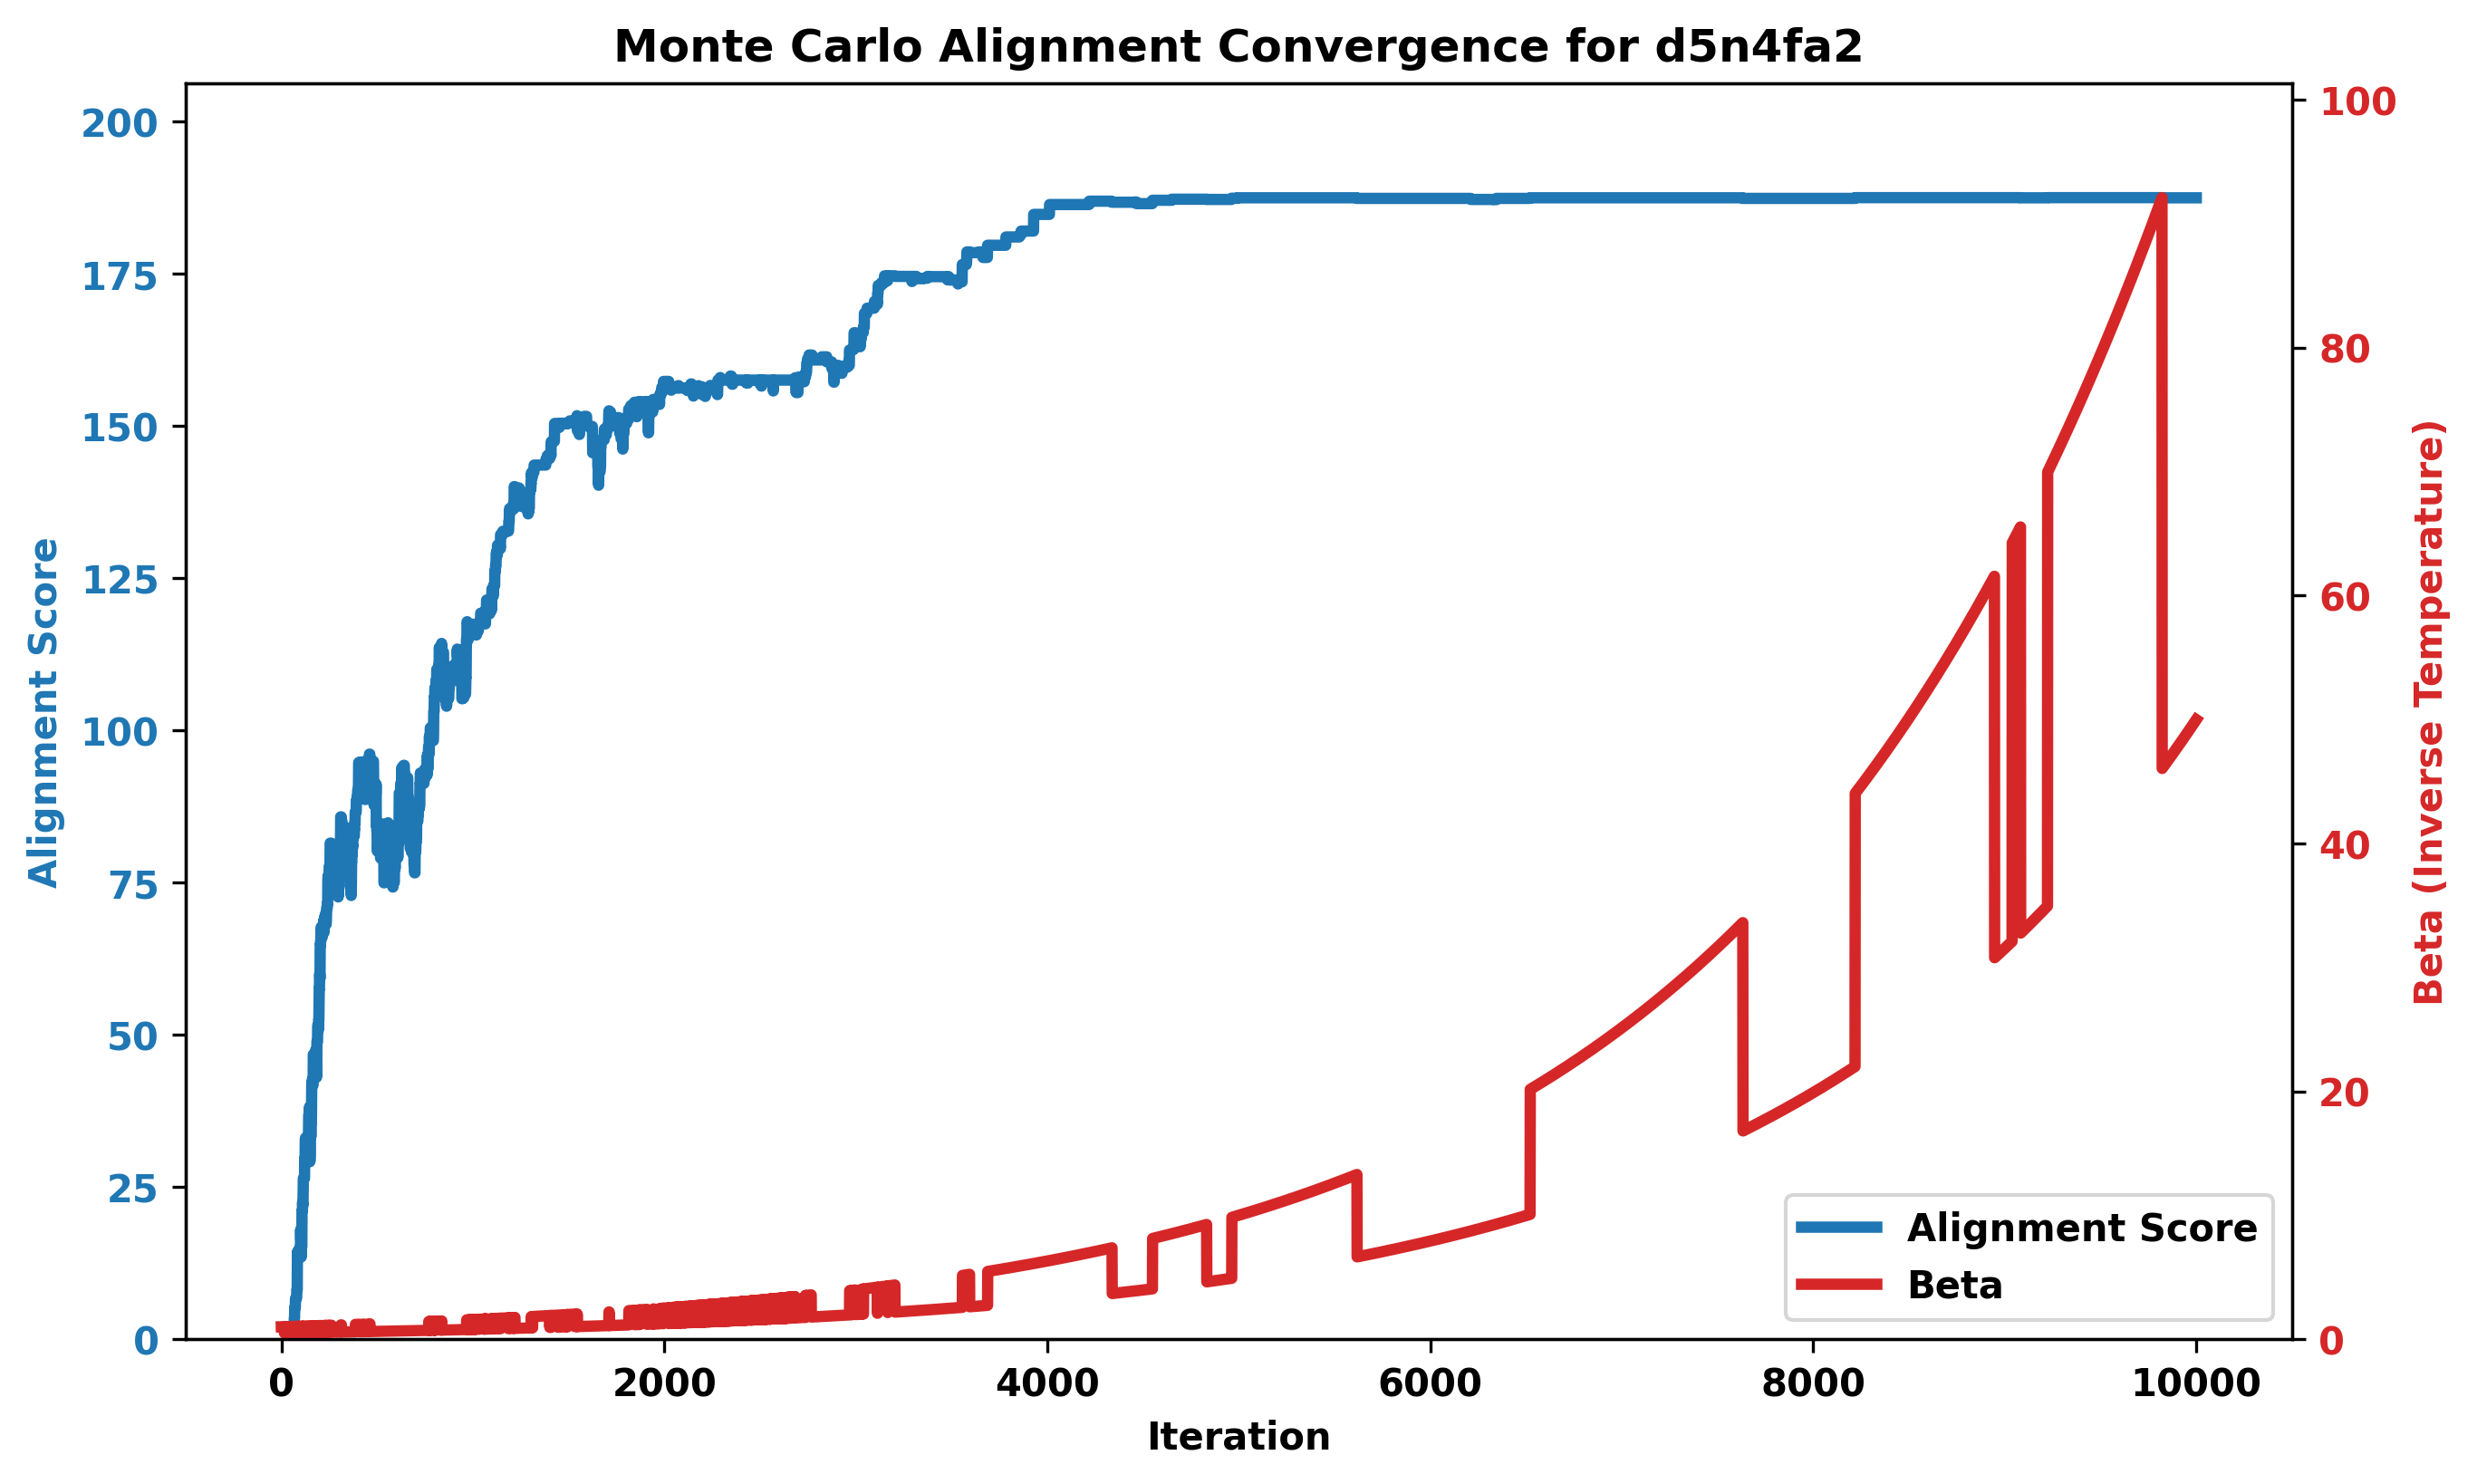 Monte Carlo Alignment Convergence for d5n4fa2
Alignment Score
200
175
150
125
100
75
50
25
0
100
80
60
40
20
0
Beta (Inverse Temperature)
Alignment Score
Beta
0 2000 4000 6000 8000 10000
Iteration